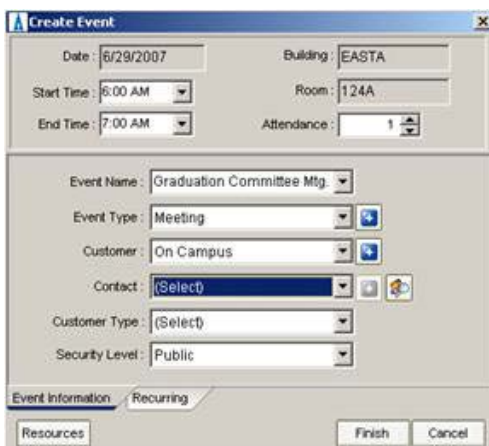 Create Event
Date : 6/29/2007 Building : EASTA
Start Time : 6:00 AM Room : 124A
End Time : 7:00 AM Attendance : 1
Event Name : Graduation Committee Mtg.
Event Type : Meeting
Customer : On Campus
Contact : (Select)
Customer Type : (Select)
Security Level : Public
Event Information Recurring
Resources Finish Cancel